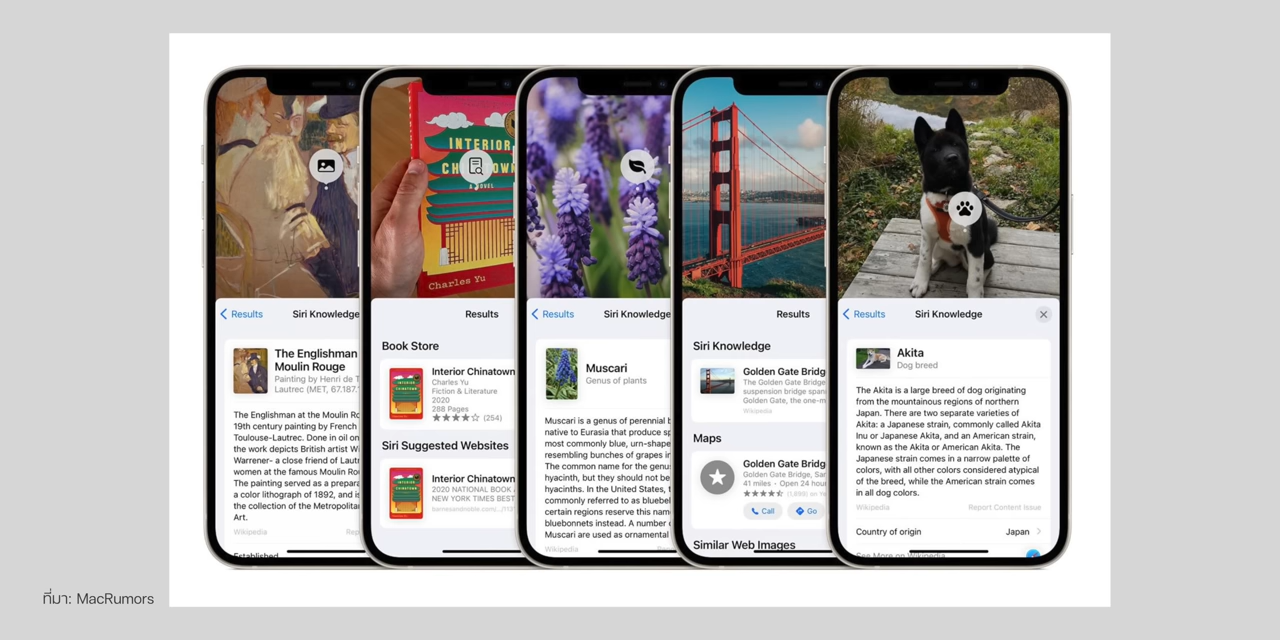 INTERIOR
CH
TOWN
A NOVEL
Charles Yu
Results
Siri Knowledge
The Englishman
Moulin Rouge
Painting by Henri de T
Lautrec (MET, 67.187.
The Englishman at the Moulin Ro
19th century painting by French
Toulouse-Lautrec. Done in oil on
the work depicts British artist Wi
Warrener- a close friend of Laut
women at the famous Moulin Ro
The painting served as a prepara
a color lithograph of 1892, and is
the collection of the Metropolita
Art.
Wikipedia
Rep
Established
Results
Book Store
Interior Chinatown
Charles Yu
Fiction & Literature
2020
288 Pages
★★★★☆ (254)
Siri Suggested Websites
Interior Chinatown
2020 NATIONAL BOOK
NEW YORK TIMES BEST
Results
Siri Knowledge
Muscari
Genus of plants
Muscari is a genus of perennial b
native to Eurasia that produce sp
most commonly blue, urn-shape
resembling bunches of grapes in
The common name for the genus
hyacinth, but they should not be
hyacinths. In the United States, t
commonly referred to as bluebel
certain regions reserve this name
bluebonnets instead. A number o
Muscari are used as ornamental
Wikipedia
Results
Siri Knowledge
Golden Gate Bridg
The Golden Gate Bridge
suspension bridge span
Golden Gate, the one-m
Wikipedia
Maps
Golden Gate Bridg
Golden Gate Bridge, San
41 miles · Open 24 hour
Call
Go
Similar Web Images
Results
Siri Knowledge
Akita
Dog breed
The Akita is a large breed of dog originating
from the mountainous regions of northern
Japan. There are two separate varieties of
Akita: a Japanese strain, commonly called Akita
Inu or Japanese Akita, and an American strain,
known as the Akita or American Akita. The
Japanese strain comes in a narrow palette of
colors, with all other colors considered atypical
of the breed, while the American strain comes
in all dog colors.
Wikipedia
Report Content Issue
Country of origin
Japan
See More on Wikipedia
ที่มา: MacRumors